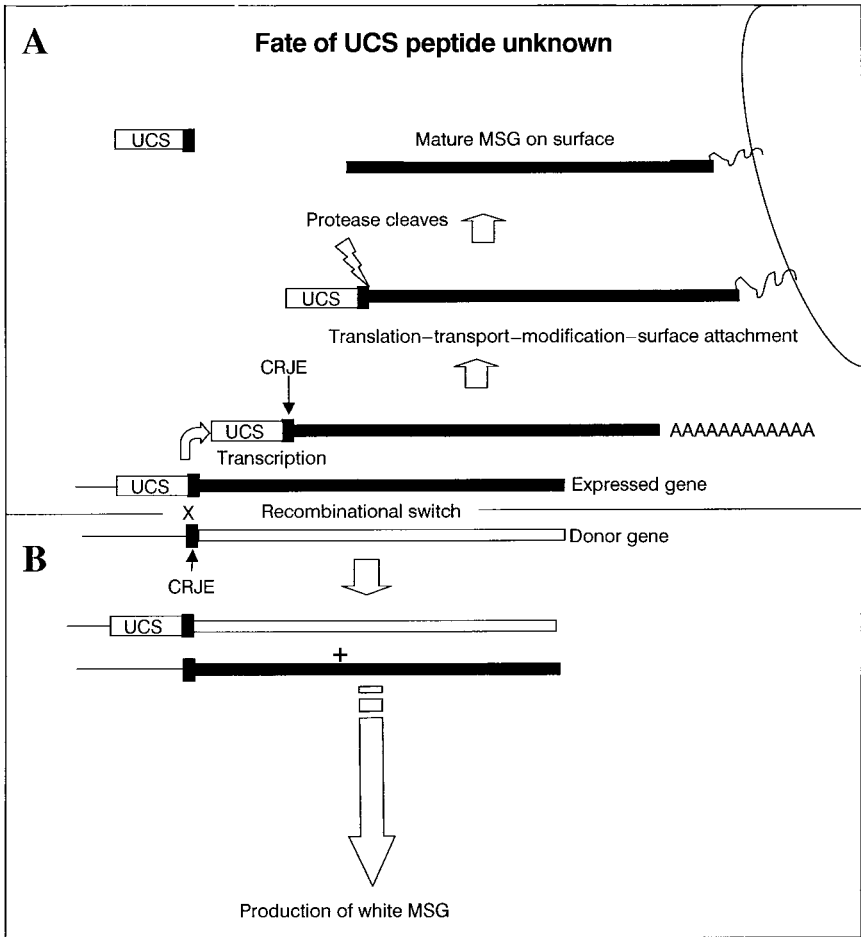 A
Fate of UCS peptide unknown
UCS
Mature MSG on surface
Protease cleaves
UCS
Translation–transport–modification–surface attachment
CRJE
UCS
AAAAAAAAAAAA
Transcription
UCS
Expressed gene
X
Recombinational switch
Donor gene
B
CRJE
UCS
+
Production of white MSG